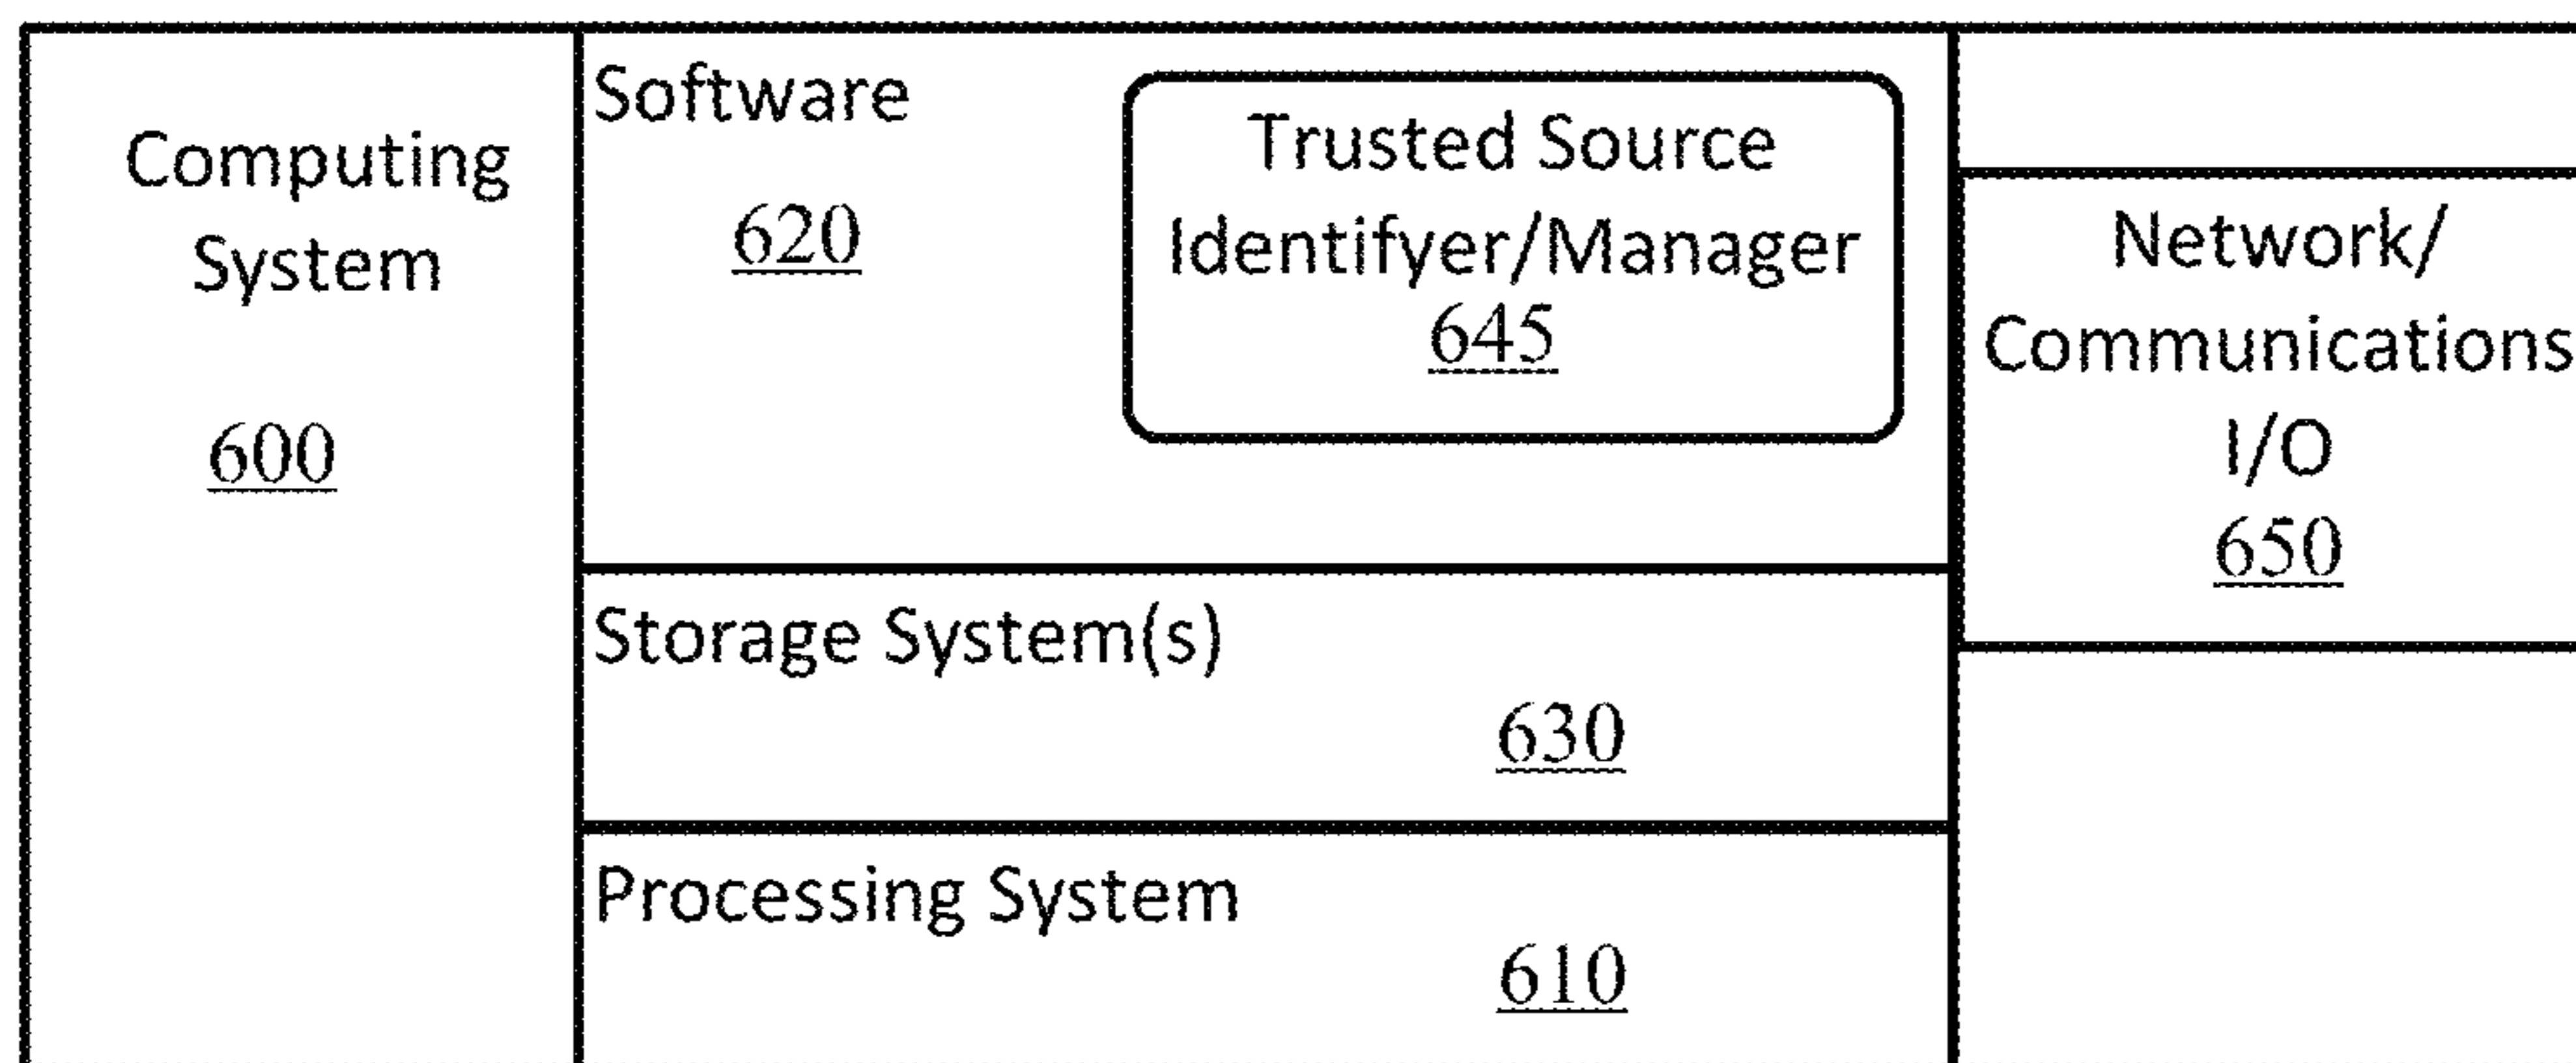 Computing
System
600
Software
620
Trusted Source
Identifyer/Manager
645
Storage System(s)
630
Processing System
610
Network/
Communications
I/O
650